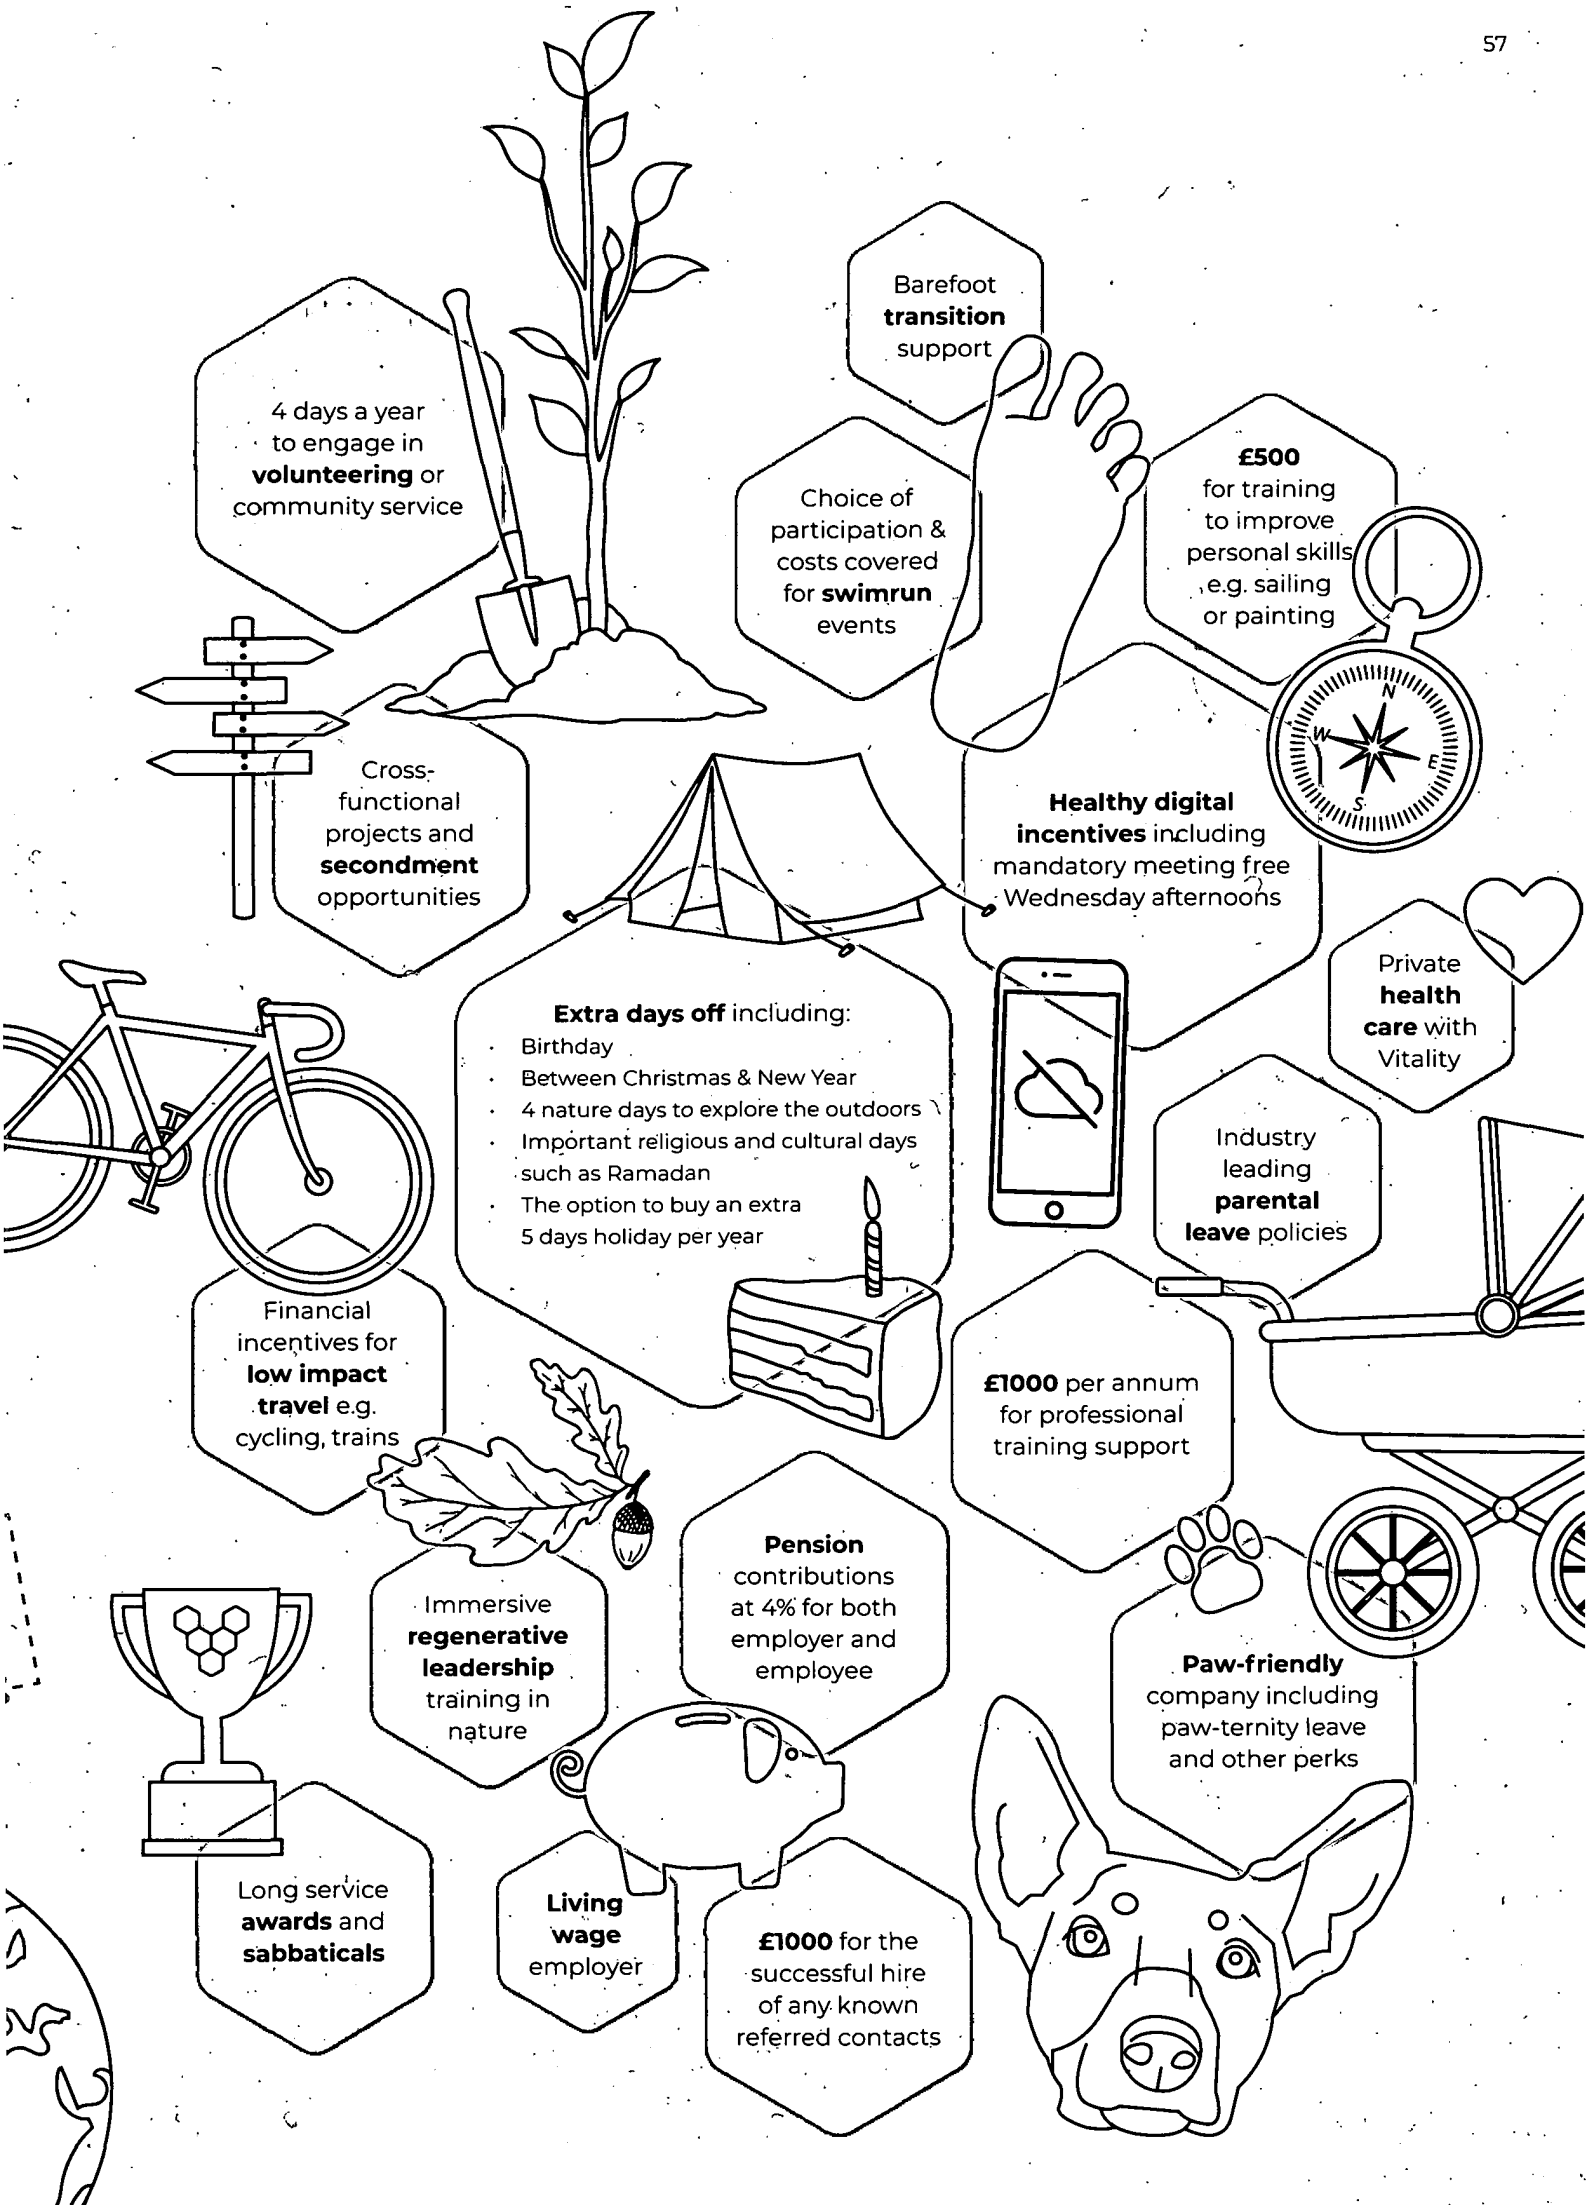 57
Barefoot
transition
support
4 days a year
to engage in
volunteering or
community service
£500
for training
to improve
personal skills
e.g. sailing
or painting
Choice of
participation &
costs covered
for swimrun
events
N
W
E
S
Cross-
functional
projects and
secondment
opportunities
Healthy digital
incentives including
mandatory meeting free
Wednesday afternoons
Private
health
care with
Vitality
Extra days off including:
• Birthday
• Between Christmas & New Year
• 4 nature days to explore the outdoors
• Important religious and cultural days
such as Ramadan
• The option to buy an extra
5 days holiday per year
Industry
leading
parental
leave policies
Financial
incentives for
low impact
travel e.g.
cycling, trains
£1000 per annum
for professional
training support
Pension
contributions
at 4% for both
employer and
employee
Immersive
regenerative
leadership
training in
nature
Paw-friendly
company including
paw-ternity leave
and other perks
Long service
awards and
sabbaticals
Living
wage
employer
£1000 for the
successful hire
of any known
referred contacts